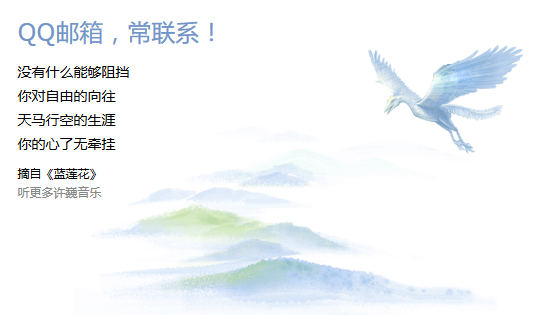 QQ邮箱，常联系！
没有什么能够阻挡
你对自由的向往
天马行空的生涯
你的心了无牵挂
摘自《蓝莲花》
听更多许巍音乐